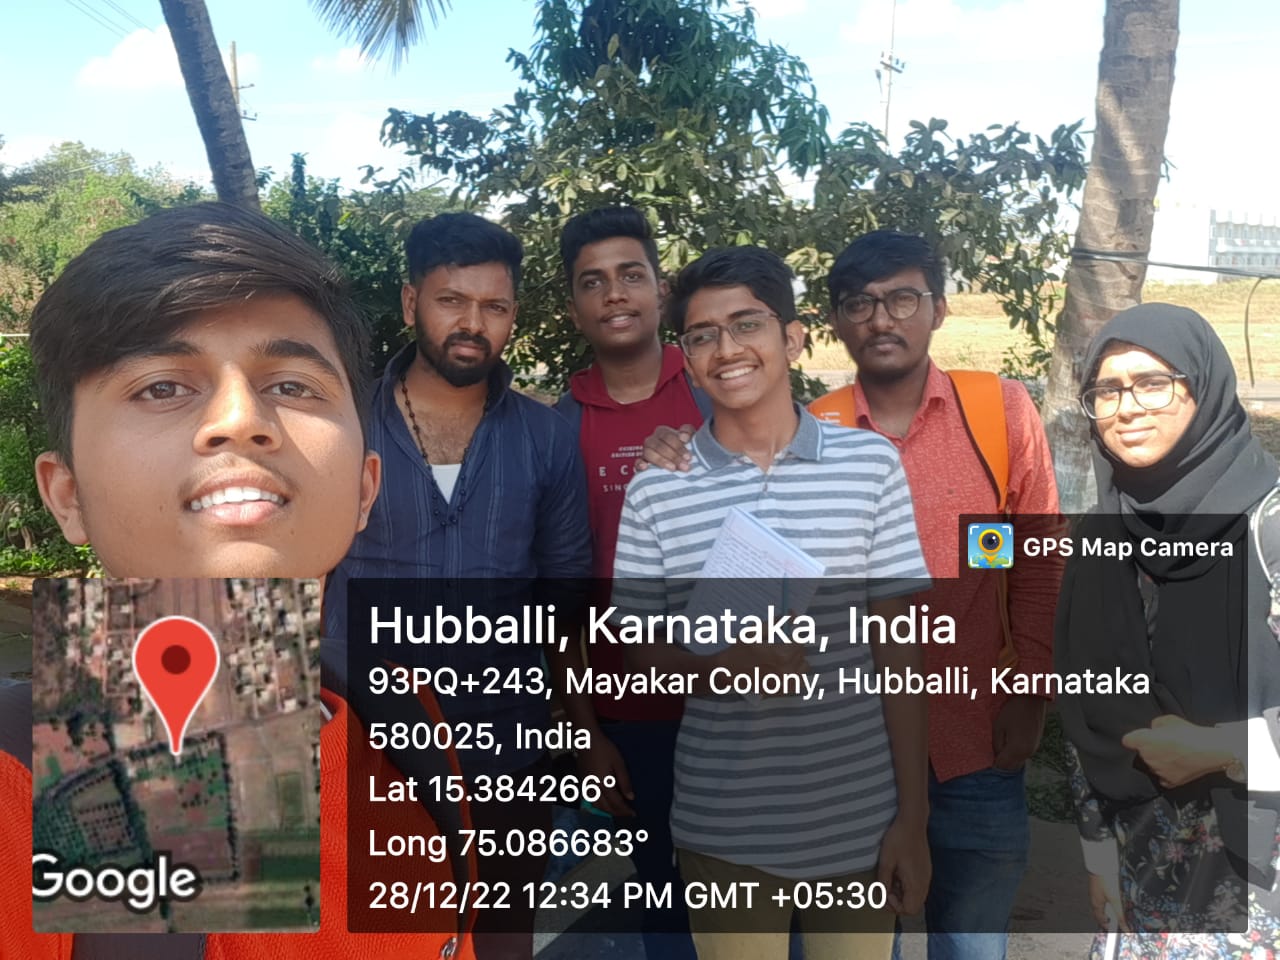 E C
SING
GPS Map Camera
Hubballi, Karnataka, India
93PQ+243, Mayakar Colony, Hubballi, Karnataka
580025, India
Lat 15.384266°
Long 75.086683°
28/12/22 12:34 PM GMT +05:30
Google